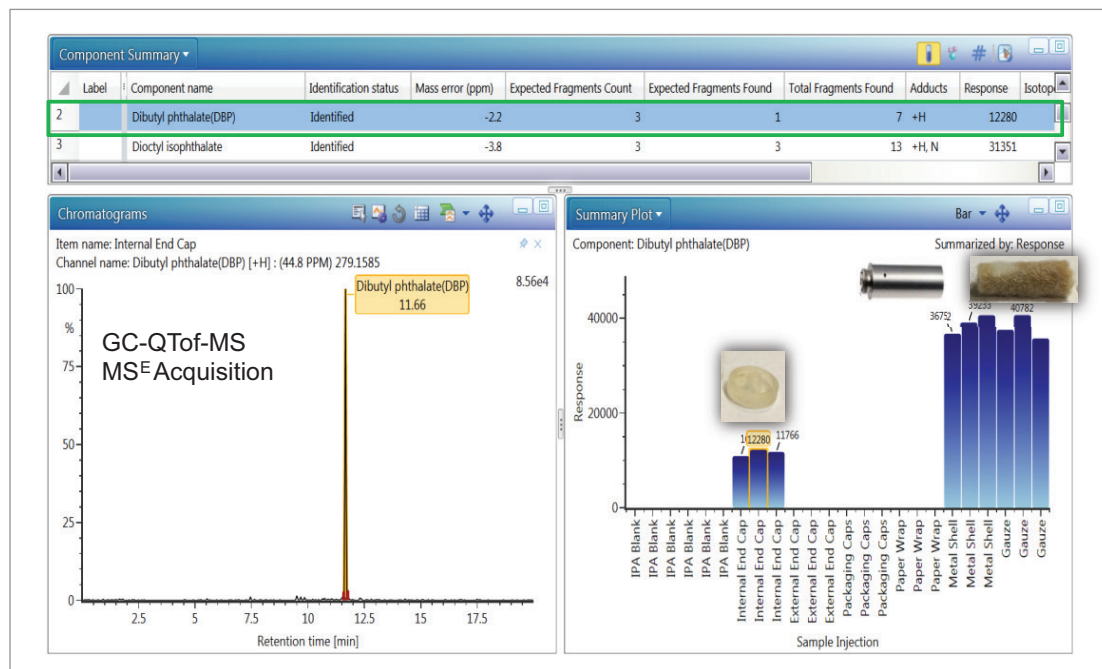 Component Summary
Label Component name Identification status Mass error (ppm) Expected Fragments Count Expected Fragments Found Total Fragments Found Adducts Response
2 Dibutyl phthalate(DBP) Identified -2.2 3 1 7 +H 12280
3 Dioctyl isophthalate Identified -3.8 3 3 13 +H, N 31351
Chromatograms
Item name: Internal End Cap
Channel name: Dibutyl phthalate(DBP) [+H] : (44.8 PPM) 279.1585
8.56e4
Dibutyl phthalate(DBP)
11.66
GC-QTof-MS
MSᴱ Acquisition
100
%
75
50
25
0
2.5 5 7.5 10 12.5 15 17.5
Retention time [min]
Summary Plot Bar
Component: Dibutyl phthalate(DBP) Summarized by: Response
36752 39233 40782
12280 11766
40000
20000
0
Response
IPA Blank
IPA Blank
IPA Blank
IPA Blank
IPA Blank
IPA Blank
Internal End Cap
Internal End Cap
Internal End Cap
External End Cap
External End Cap
External End Cap
Packaging Caps
Packaging Caps
Packaging Caps
Paper Wrap
Paper Wrap
Paper Wrap
Metal Shell
Metal Shell
Metal Shell
Gauze
Gauze
Gauze
Sample Injection